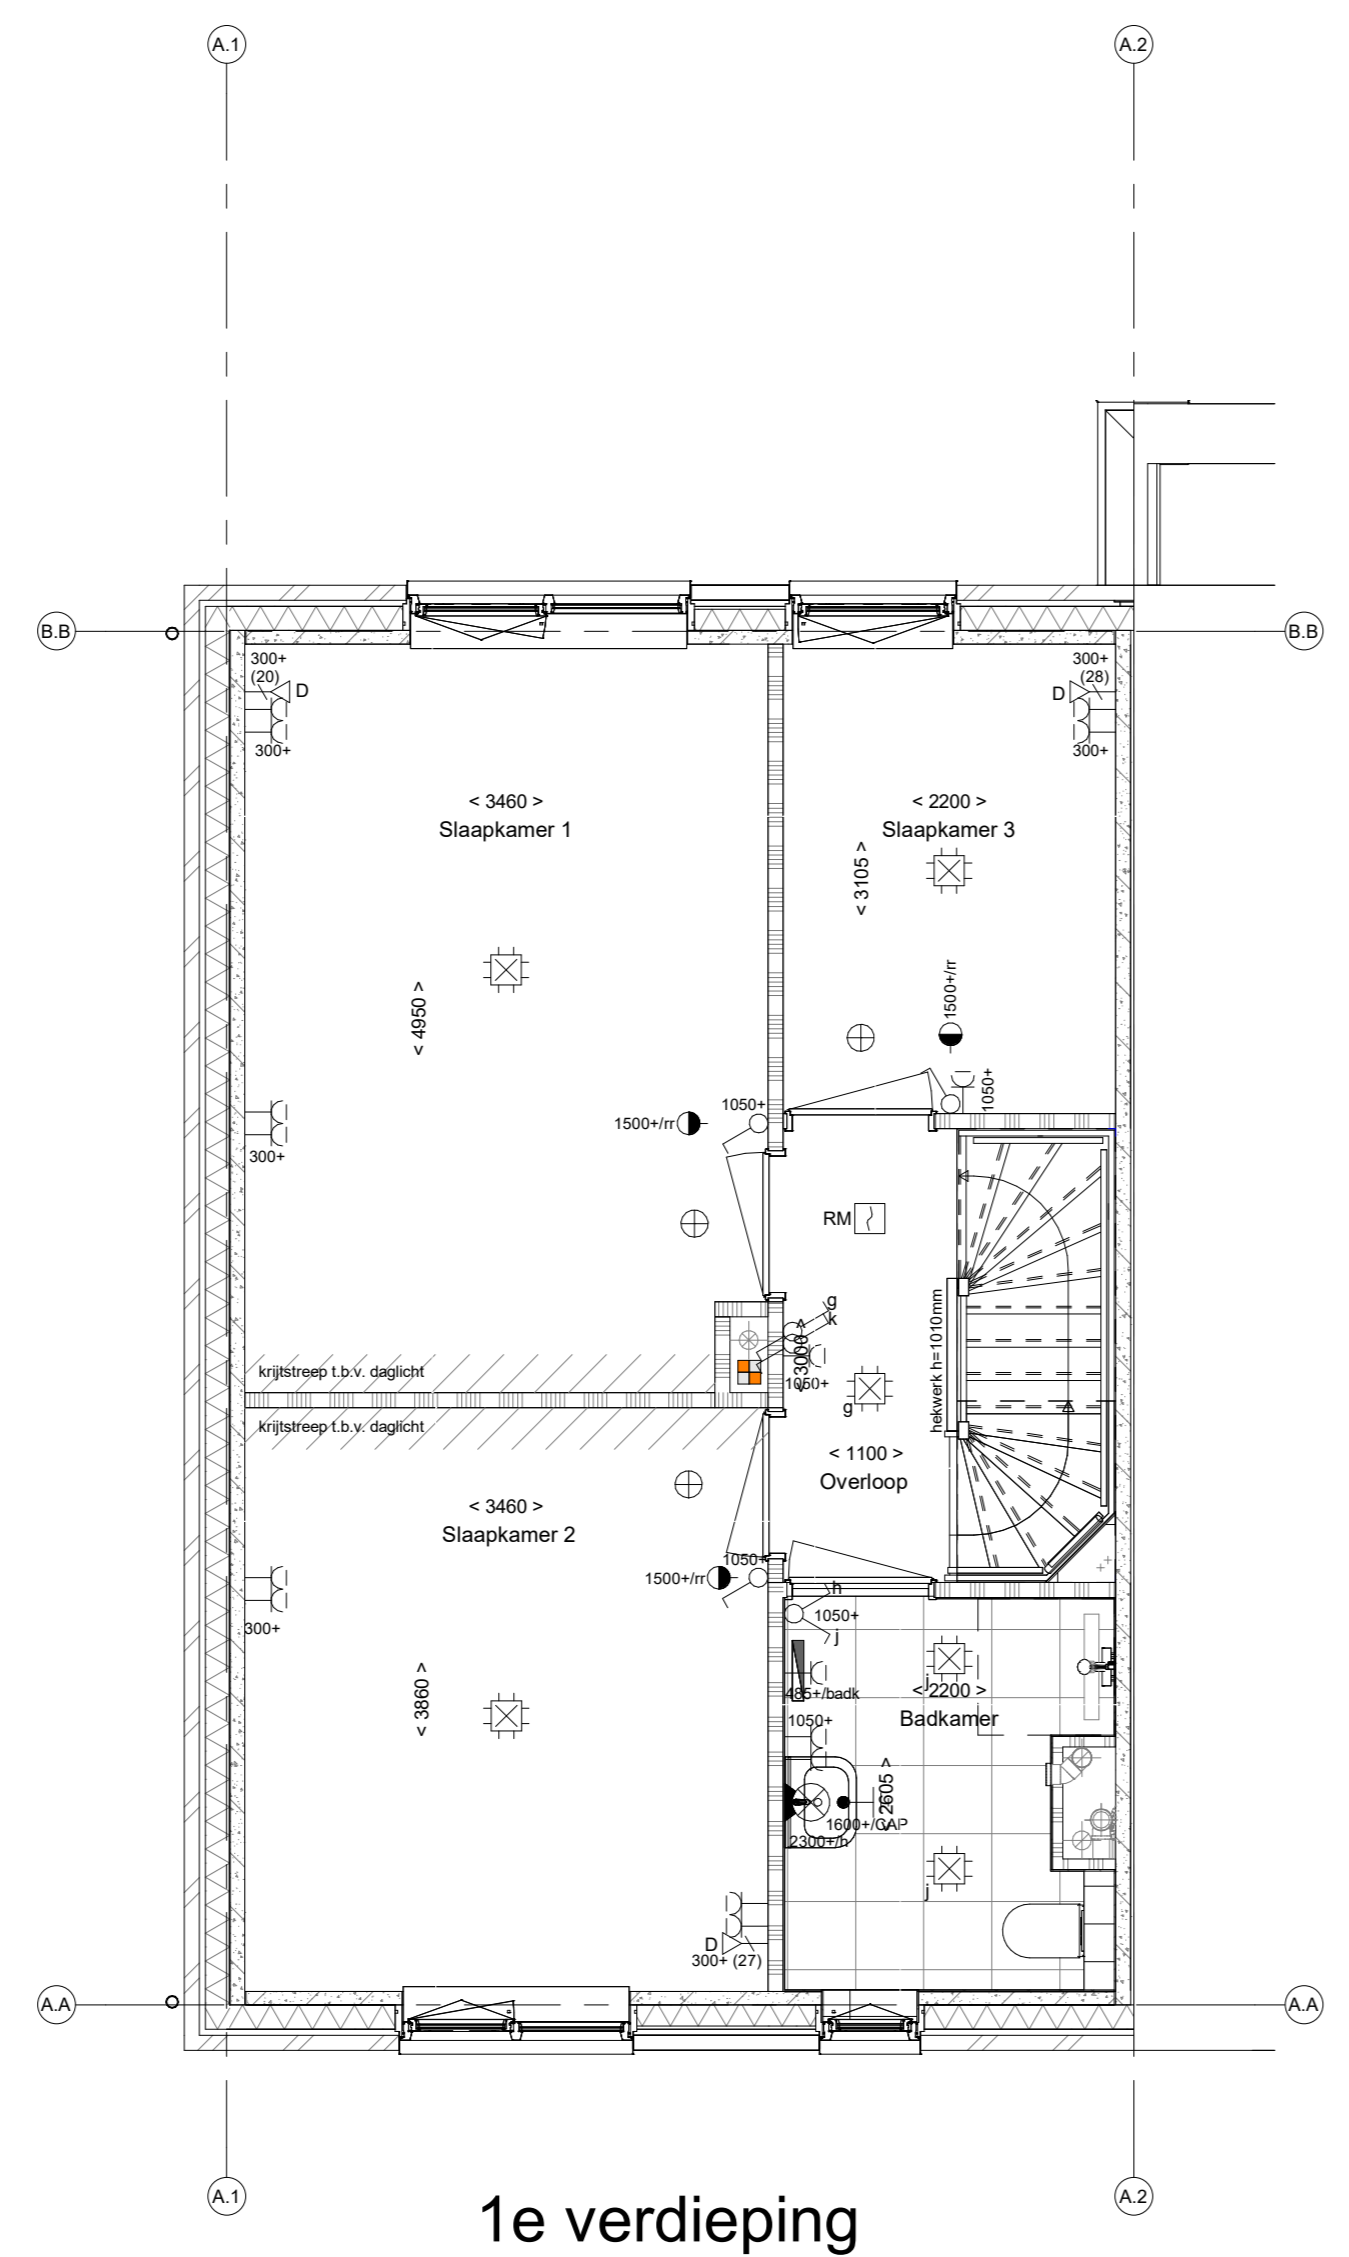 A.1
A.2
B.B
B.B
300+
(20)
D
300+
300+
(28)
D
300+
< 3460 >
Slaapkamer 1
< 2200 >
Slaapkamer 3
< 3105 >
< 4950 >
1500+/rr
1050+
1050+
1500+/rr
300+
RM
g
k
< 3000 >
1050+
g
hekwerk h=1010mm
krijtstreep t.b.v. daglicht
krijtstreep t.b.v. daglicht
< 1100 >
Overloop
< 3460 >
Slaapkamer 2
1050+
1500+/rr
300+
h
1050+
j
j
485+/badk
< 2200 >
Badkamer
1050+
< 3860 >
< 2605 >
1600+/CAP
2300+/h
j
D
300+ (27)
A.A
A.A
A.1
A.2
1e verdieping